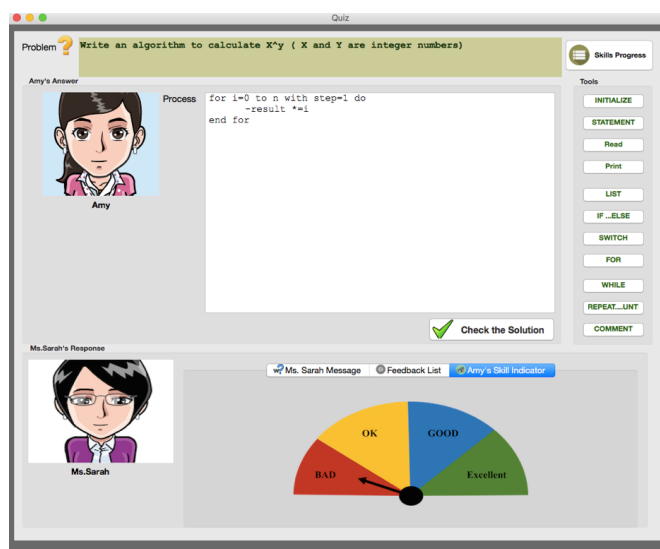 Quiz
Problem
Write an algorithm to calculate X^y ( X and Y are integer numbers)
Skills Progress
Amy's Answer
Tools
Process
for i=0 to n with step=1 do
-result *=i
end for
Amy
INITIALIZE
STATEMENT
Read
Print
LIST
IF ...ELSE
SWITCH
FOR
WHILE
REPEAT....UNT
COMMENT
Check the Solution
Ms.Sarah's Response
Ms. Sarah Message
Feedback List
Amy's Skill Indicator
Ms.Sarah
BAD
OK
GOOD
Excellent